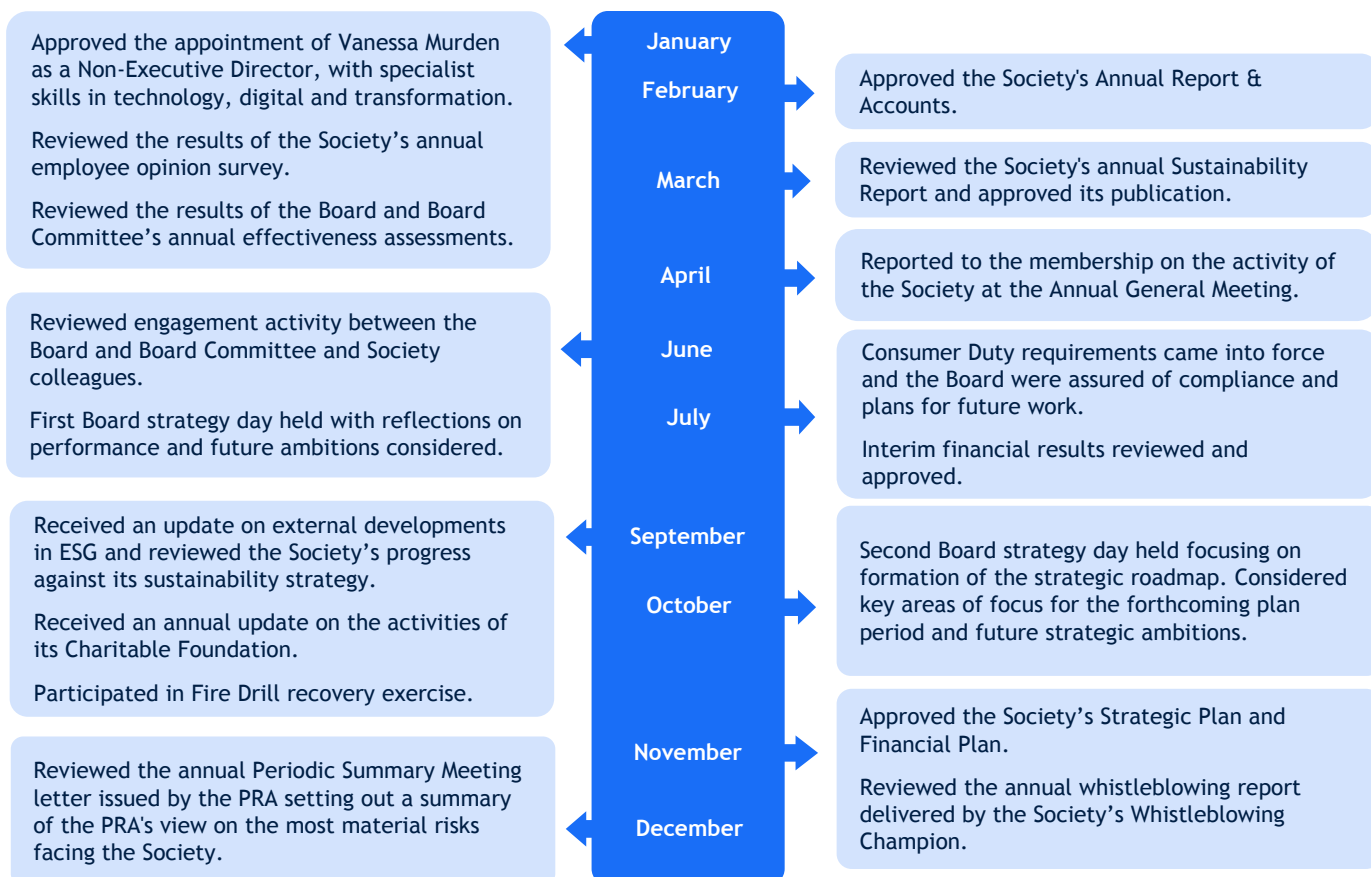 January
Approved the appointment of Vanessa Murden
as a Non-Executive Director, with specialist
skills in technology, digital and transformation.
Reviewed the results of the Society’s annual
employee opinion survey.
Reviewed the results of the Board and Board
Committee’s annual effectiveness assessments.
February
Approved the Society's Annual Report &
Accounts.
March
Reviewed the Society's annual Sustainability
Report and approved its publication.
April
Reported to the membership on the activity of
the Society at the Annual General Meeting.
June
Reviewed engagement activity between the
Board and Board Committee and Society
colleagues.
First Board strategy day held with reflections on
performance and future ambitions considered.
July
Consumer Duty requirements came into force
and the Board were assured of compliance and
plans for future work.
Interim financial results reviewed and
approved.
September
Received an update on external developments
in ESG and reviewed the Society’s progress
against its sustainability strategy.
Received an annual update on the activities of
its Charitable Foundation.
Participated in Fire Drill recovery exercise.
October
Second Board strategy day held focusing on
formation of the strategic roadmap. Considered
key areas of focus for the forthcoming plan
period and future strategic ambitions.
November
Approved the Society’s Strategic Plan and
Financial Plan.
Reviewed the annual whistleblowing report
delivered by the Society’s Whistleblowing
Champion.
December
Reviewed the annual Periodic Summary Meeting
letter issued by the PRA setting out a summary
of the PRA's view on the most material risks
facing the Society.